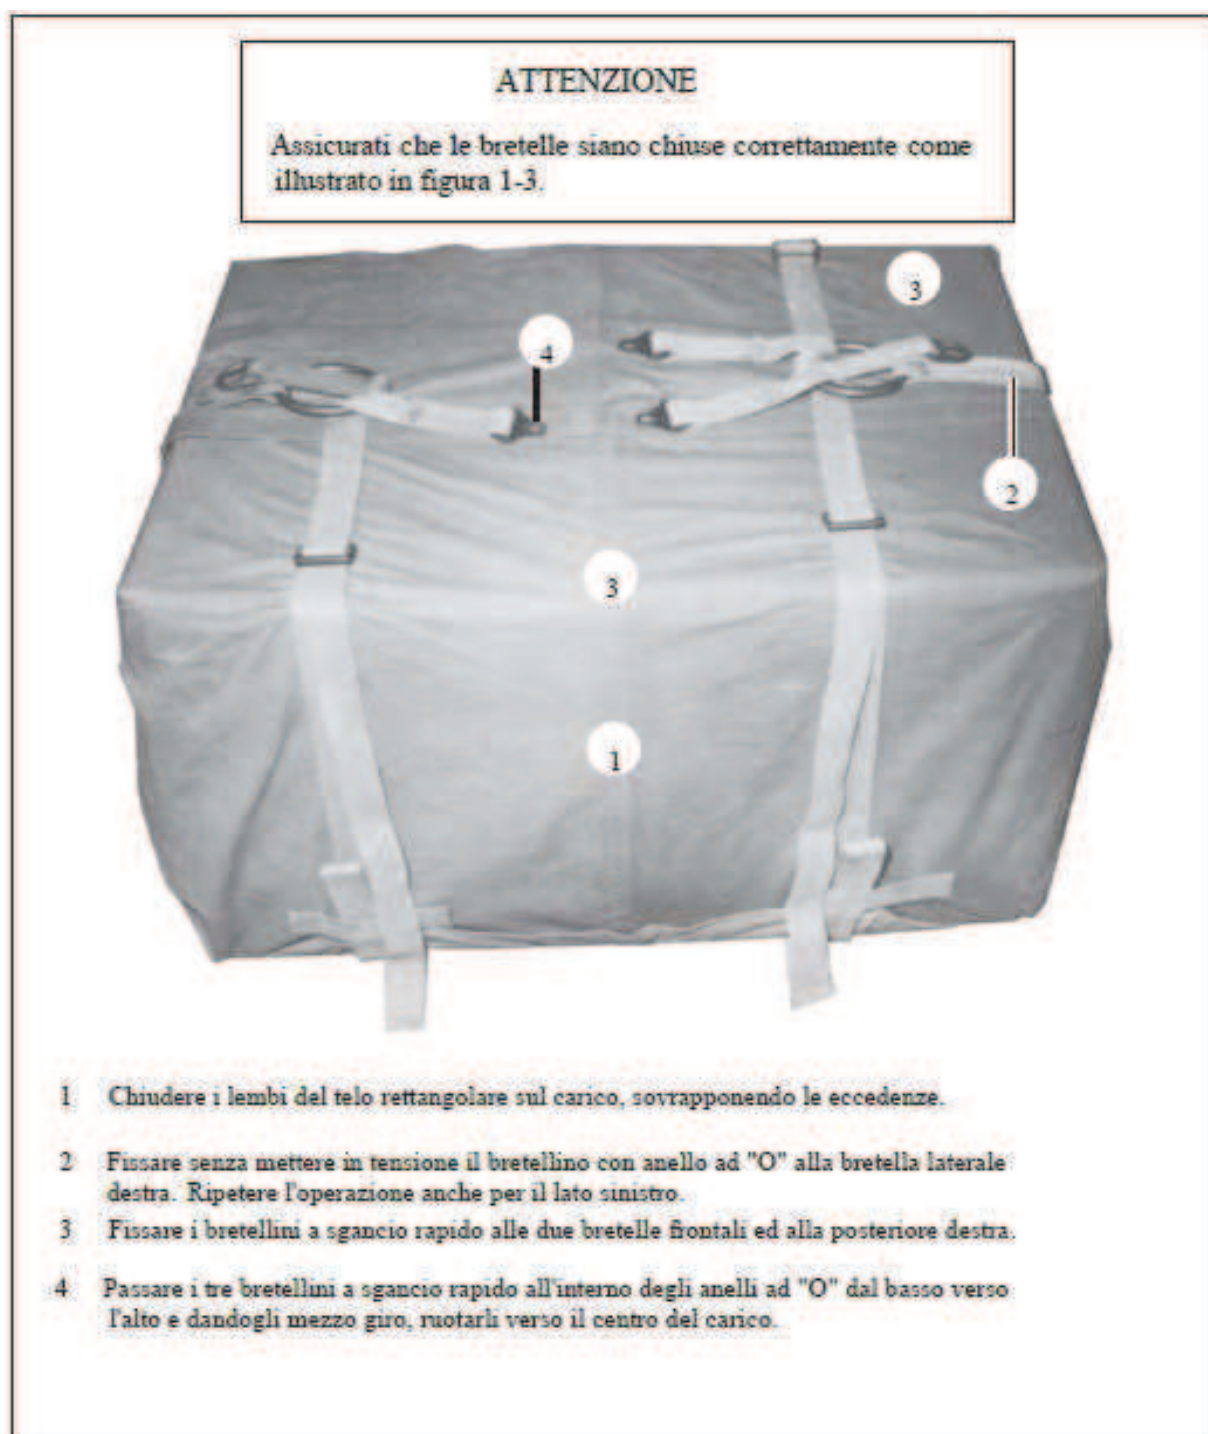 ATTENZIONE
Assicurati che le bretelle siano chiuse correttamente come
illustrato in figura 1-3.
3
4
2
3
1
1 Chiudere i lembi del telo rettangolare sul carico, sovrapponendo le eccedenze.
2 Fissare senza mettere in tensione il bretellino con anello ad "O" alla bretella laterale
destra. Ripetere l'operazione anche per il lato sinistro.
3 Fissare i bretellini a sgancio rapido alle due bretelle frontali ed alla posteriore destra.
4 Passare i tre bretellini a sgancio rapido all'interno degli anelli ad "O" dal basso verso
l'alto e dandogli mezzo giro, ruotarli verso il centro del carico.